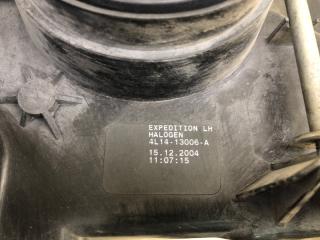 EXPEDITION LH
HALOGEN
4L14-13006-A
15.12.2004
11:07:15